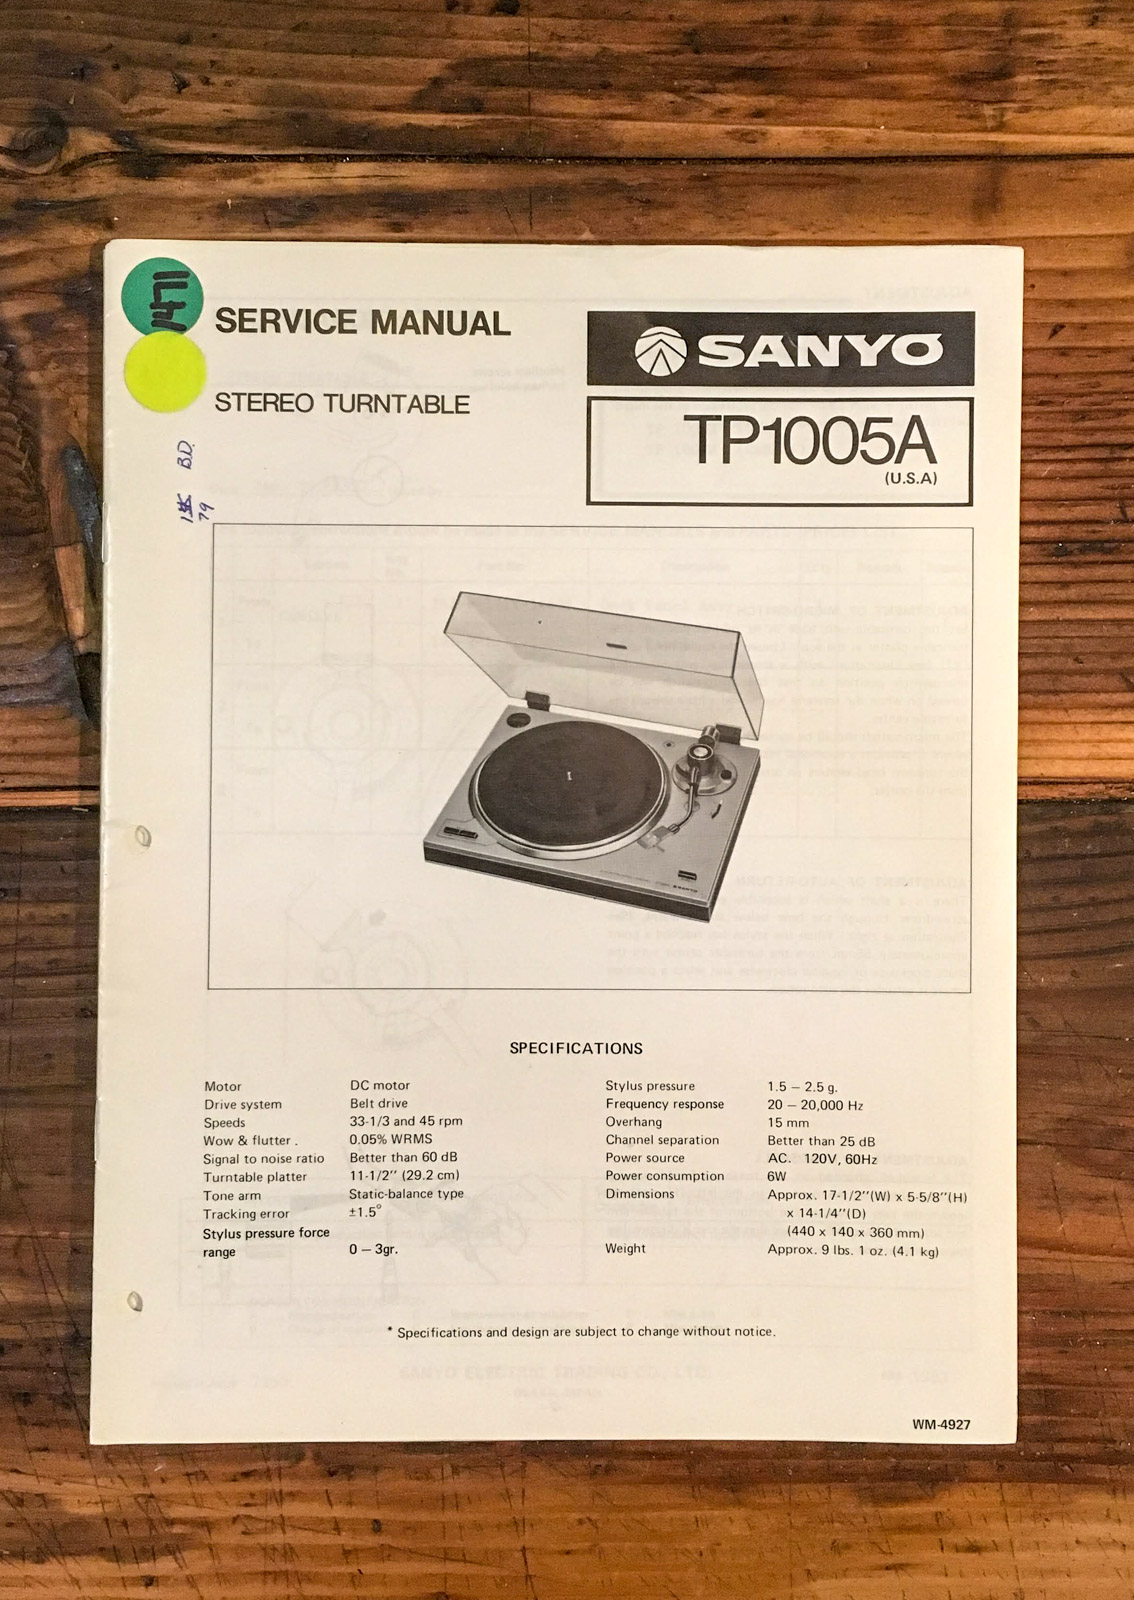 1471
SERVICE MANUAL
STEREO TURNTABLE
SANYO
TP1005A
(U.S.A)
B.D.
79
SANYO
SPECIFICATIONS
Motor DC motor
Drive system Belt drive
Speeds 33-1/3 and 45 rpm
Wow & flutter . 0.05% WRMS
Signal to noise ratio Better than 60 dB
Turntable platter 11-1/2″ (29.2 cm)
Tone arm Static-balance type
Tracking error ±1.5°
Stylus pressure force
range 0 – 3gr.
Stylus pressure 1.5 – 2.5 g.
Frequency response 20 – 20,000 Hz
Overhang 15 mm
Channel separation Better than 25 dB
Power source AC. 120V, 60Hz
Power consumption 6W
Dimensions Approx. 17-1/2″(W) x 5-5/8″(H)
x 14-1/4″(D)
(440 x 140 x 360 mm)
Weight Approx. 9 lbs. 1 oz. (4.1 kg)
* Specifications and design are subject to change without notice.
WM-4927